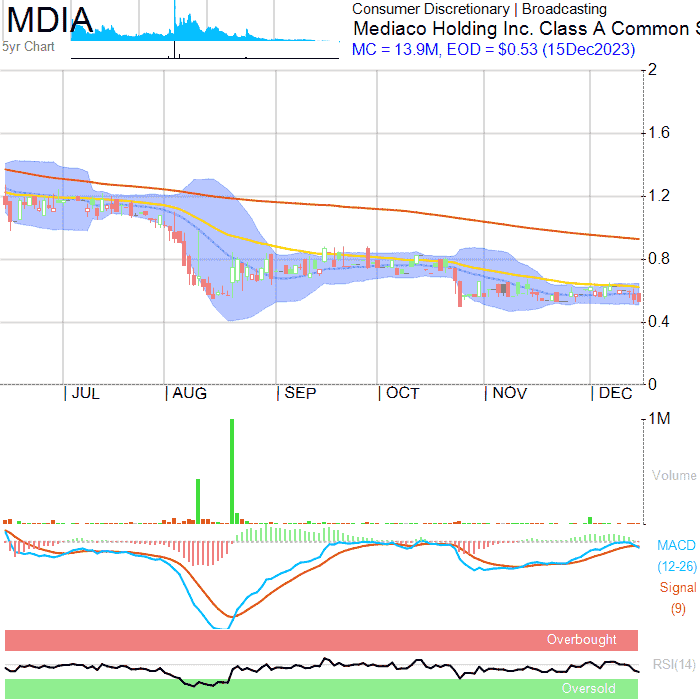 MDIA
5yr Chart
Consumer Discretionary | Broadcasting
Mediaco Holding Inc. Class A Common S
MC = 13.9M, EOD = $0.53 (15Dec2023)
2
1.6
1.2
0.8
0.4
0
| JUL | AUG | SEP | OCT | NOV | DEC
1M
Volume
MACD
(12-26)
Signal
(9)
Overbought
RSI(14)
Oversold